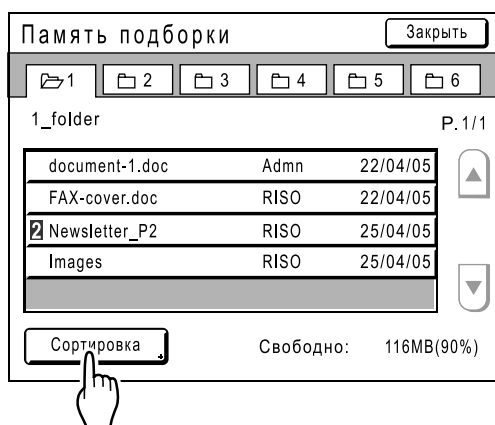 Память подборки Закрыть
1 2 3 4 5 6
1_folder P.1/1
document-1.doc Admn 22/04/05
FAX-cover.doc RISO 22/04/05
2 Newsletter_P2 RISO 25/04/05
Images RISO 25/04/05
Сортировка Свободно: 116MB(90%)